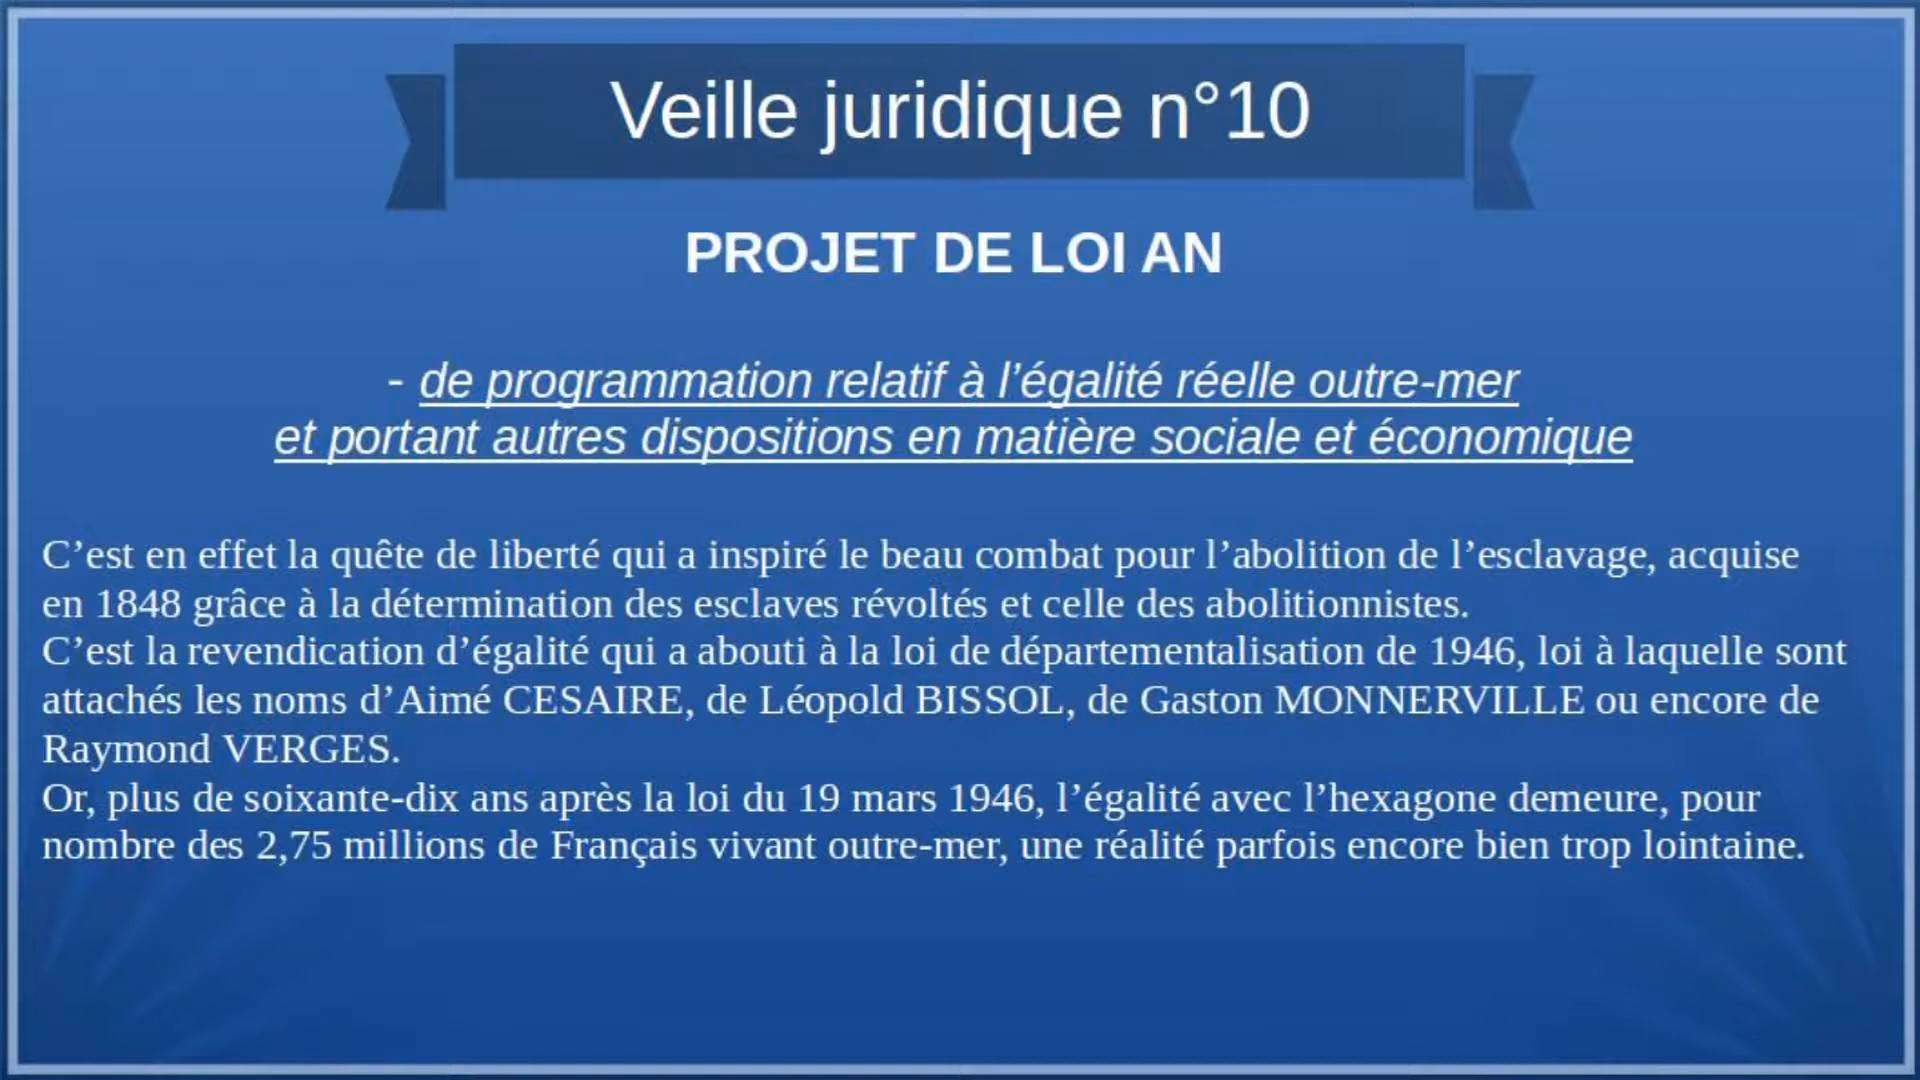 Veille juridique n°10
PROJET DE LOI AN
- de programmation relatif à l’égalité réelle outre-mer
et portant autres dispositions en matière sociale et économique
C’est en effet la quête de liberté qui a inspiré le beau combat pour l’abolition de l’esclavage, acquise
en 1848 grâce à la détermination des esclaves révoltés et celle des abolitionnistes.
C’est la revendication d’égalité qui a abouti à la loi de départementalisation de 1946, loi à laquelle sont
attachés les noms d’Aimé CESAIRE, de Léopold BISSOL, de Gaston MONNERVILLE ou encore de
Raymond VERGES.
Or, plus de soixante-dix ans après la loi du 19 mars 1946, l’égalité avec l’hexagone demeure, pour
nombre des 2,75 millions de Français vivant outre-mer, une réalité parfois encore bien trop lointaine.